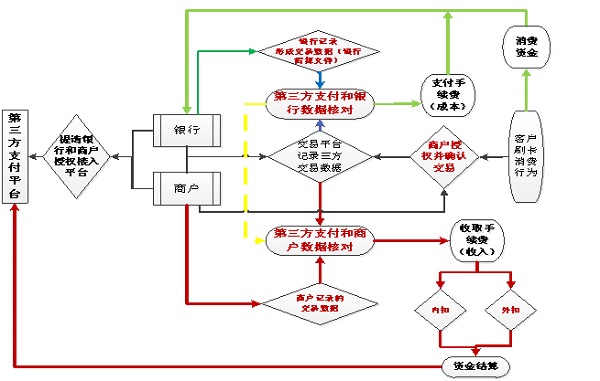 银行记录
形成交易数据（银行
清算文件）
消费
资金
第三方支付和银
行数据核对
支付手
续费
（成本）
第三方支付平台
遴选银
行和商户
授权接入
平台
银行
商户
交易平台
记录三方
交易数据
商户授
权并确认
交易
客户
刷卡
消费
行为
第三方支付和商
户数据核对
收取手
续费
（收入）
商户记录的
交易数据
内扣
外扣
资金结算